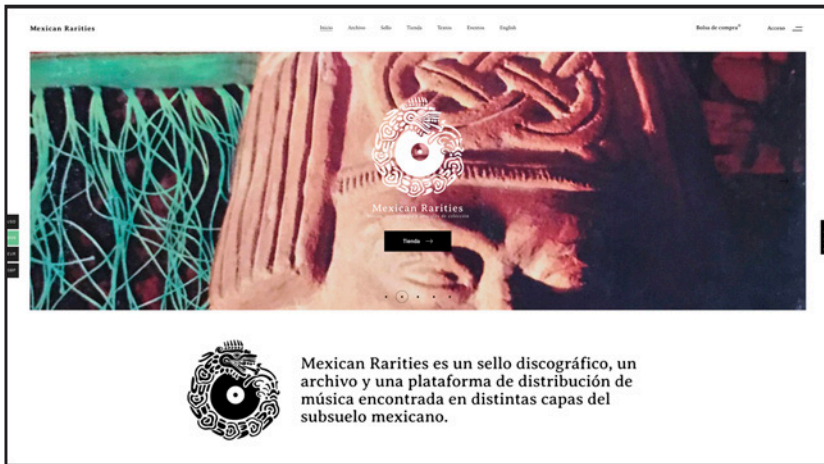 Mexican Rarities
Inicio Archivo Sello Tienda Textos Eventos English
Bolsa de compra0 Acceso
Mexican Rarities
Tienda
Mexican Rarities es un sello discográfico, un
archivo y una plataforma de distribución de
música encontrada en distintas capas del
subsuelo mexicano.